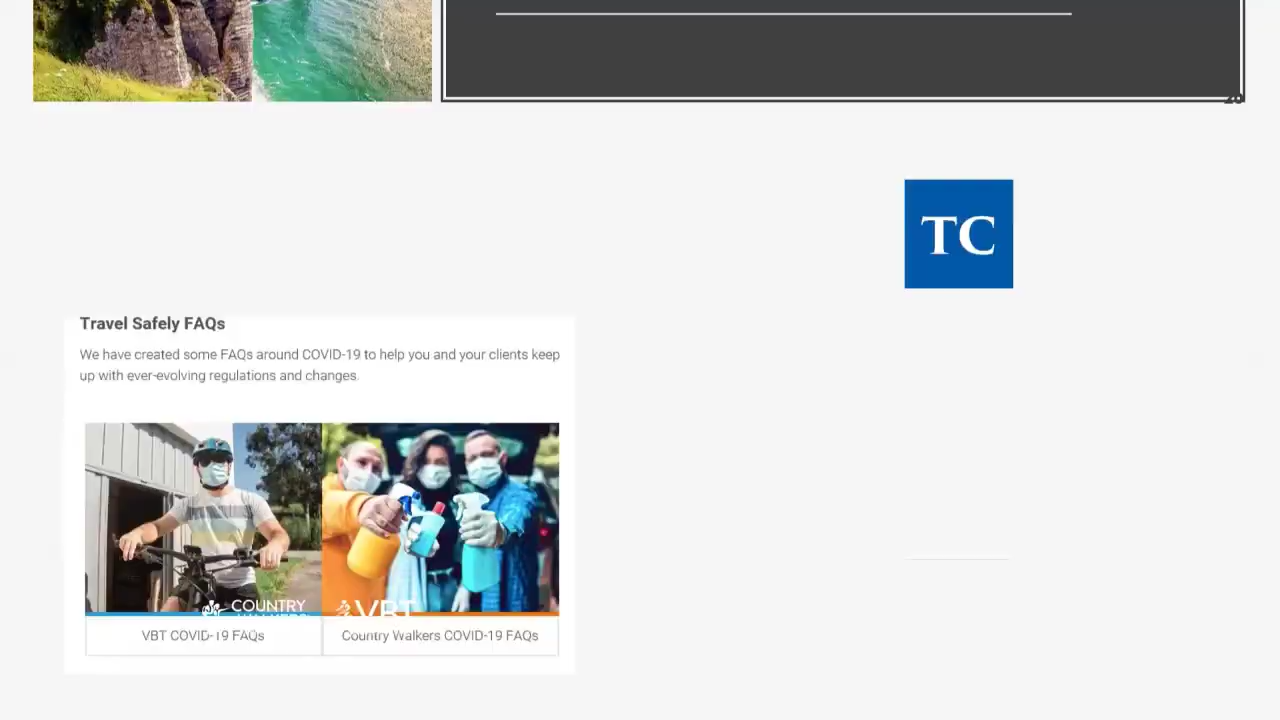 TC
Travel Safely FAQs
We have created some FAQs around COVID-19 to help you and your clients keep
up with ever-evolving regulations and changes.
COUNTRY
VBT
VBT COVID-19 FAQs
Country Walkers COVID-19 FAQs